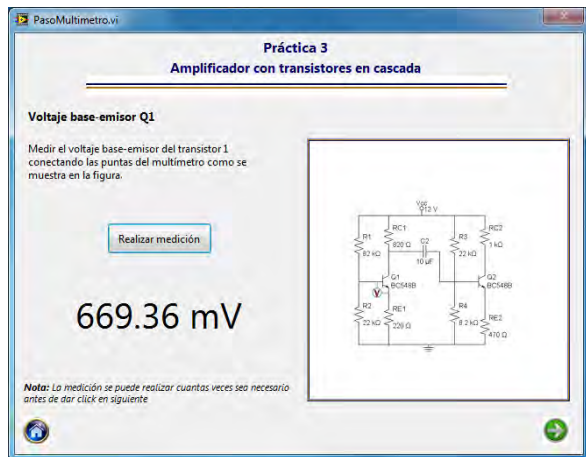 PasoMultimetro.vi
Práctica 3
Amplificador con transistores en cascada
Voltaje base-emisor Q1
Medir el voltaje base-emisor del transistor 1
conectando las puntas del multímetro como se
muestra en la figura.
Realizar medición
669.36 mV
Nota: La medición se puede realizar cuantas veces sea necesario
antes de dar click en siguiente
Vcc
12 V
R1
82 kΩ
RC1
820 Ω
C2
10 µF
R3
22 kΩ
RC2
1 kΩ
Q1
BC548B
V
Q2
BC548B
R2
22 kΩ
RE1
220 Ω
R4
8.2 kΩ
RE2
470 Ω